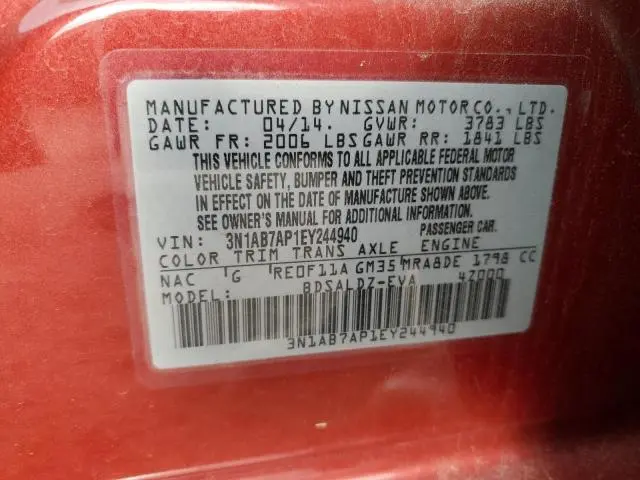 MANUFACTURED BY NISSAN MOTOR CO., LTD.
DATE: 04/14. GVWR: 3783 LBS
GAWR FR: 2006 LBS GAWR RR: 1841 LBS
THIS VEHICLE CONFORMS TO ALL APPLICABLE FEDERAL MOTOR
VEHICLE SAFETY, BUMPER AND THEFT PREVENTION STANDARDS
IN EFFECT ON THE DATE OF MANUFACTURE SHOWN ABOVE.
SEE OWNER'S MANUAL FOR ADDITIONAL INFORMATION.
VIN: 3N1AB7AP1EY244940 PASSENGER CAR.
COLOR TRIM TRANS AXLE ENGINE
NAC G RE0F11A GM35 MRA8DE 1798 CC
MODEL: BDSALDZ-EVA 4Z000
3N1AB7AP1EY244940